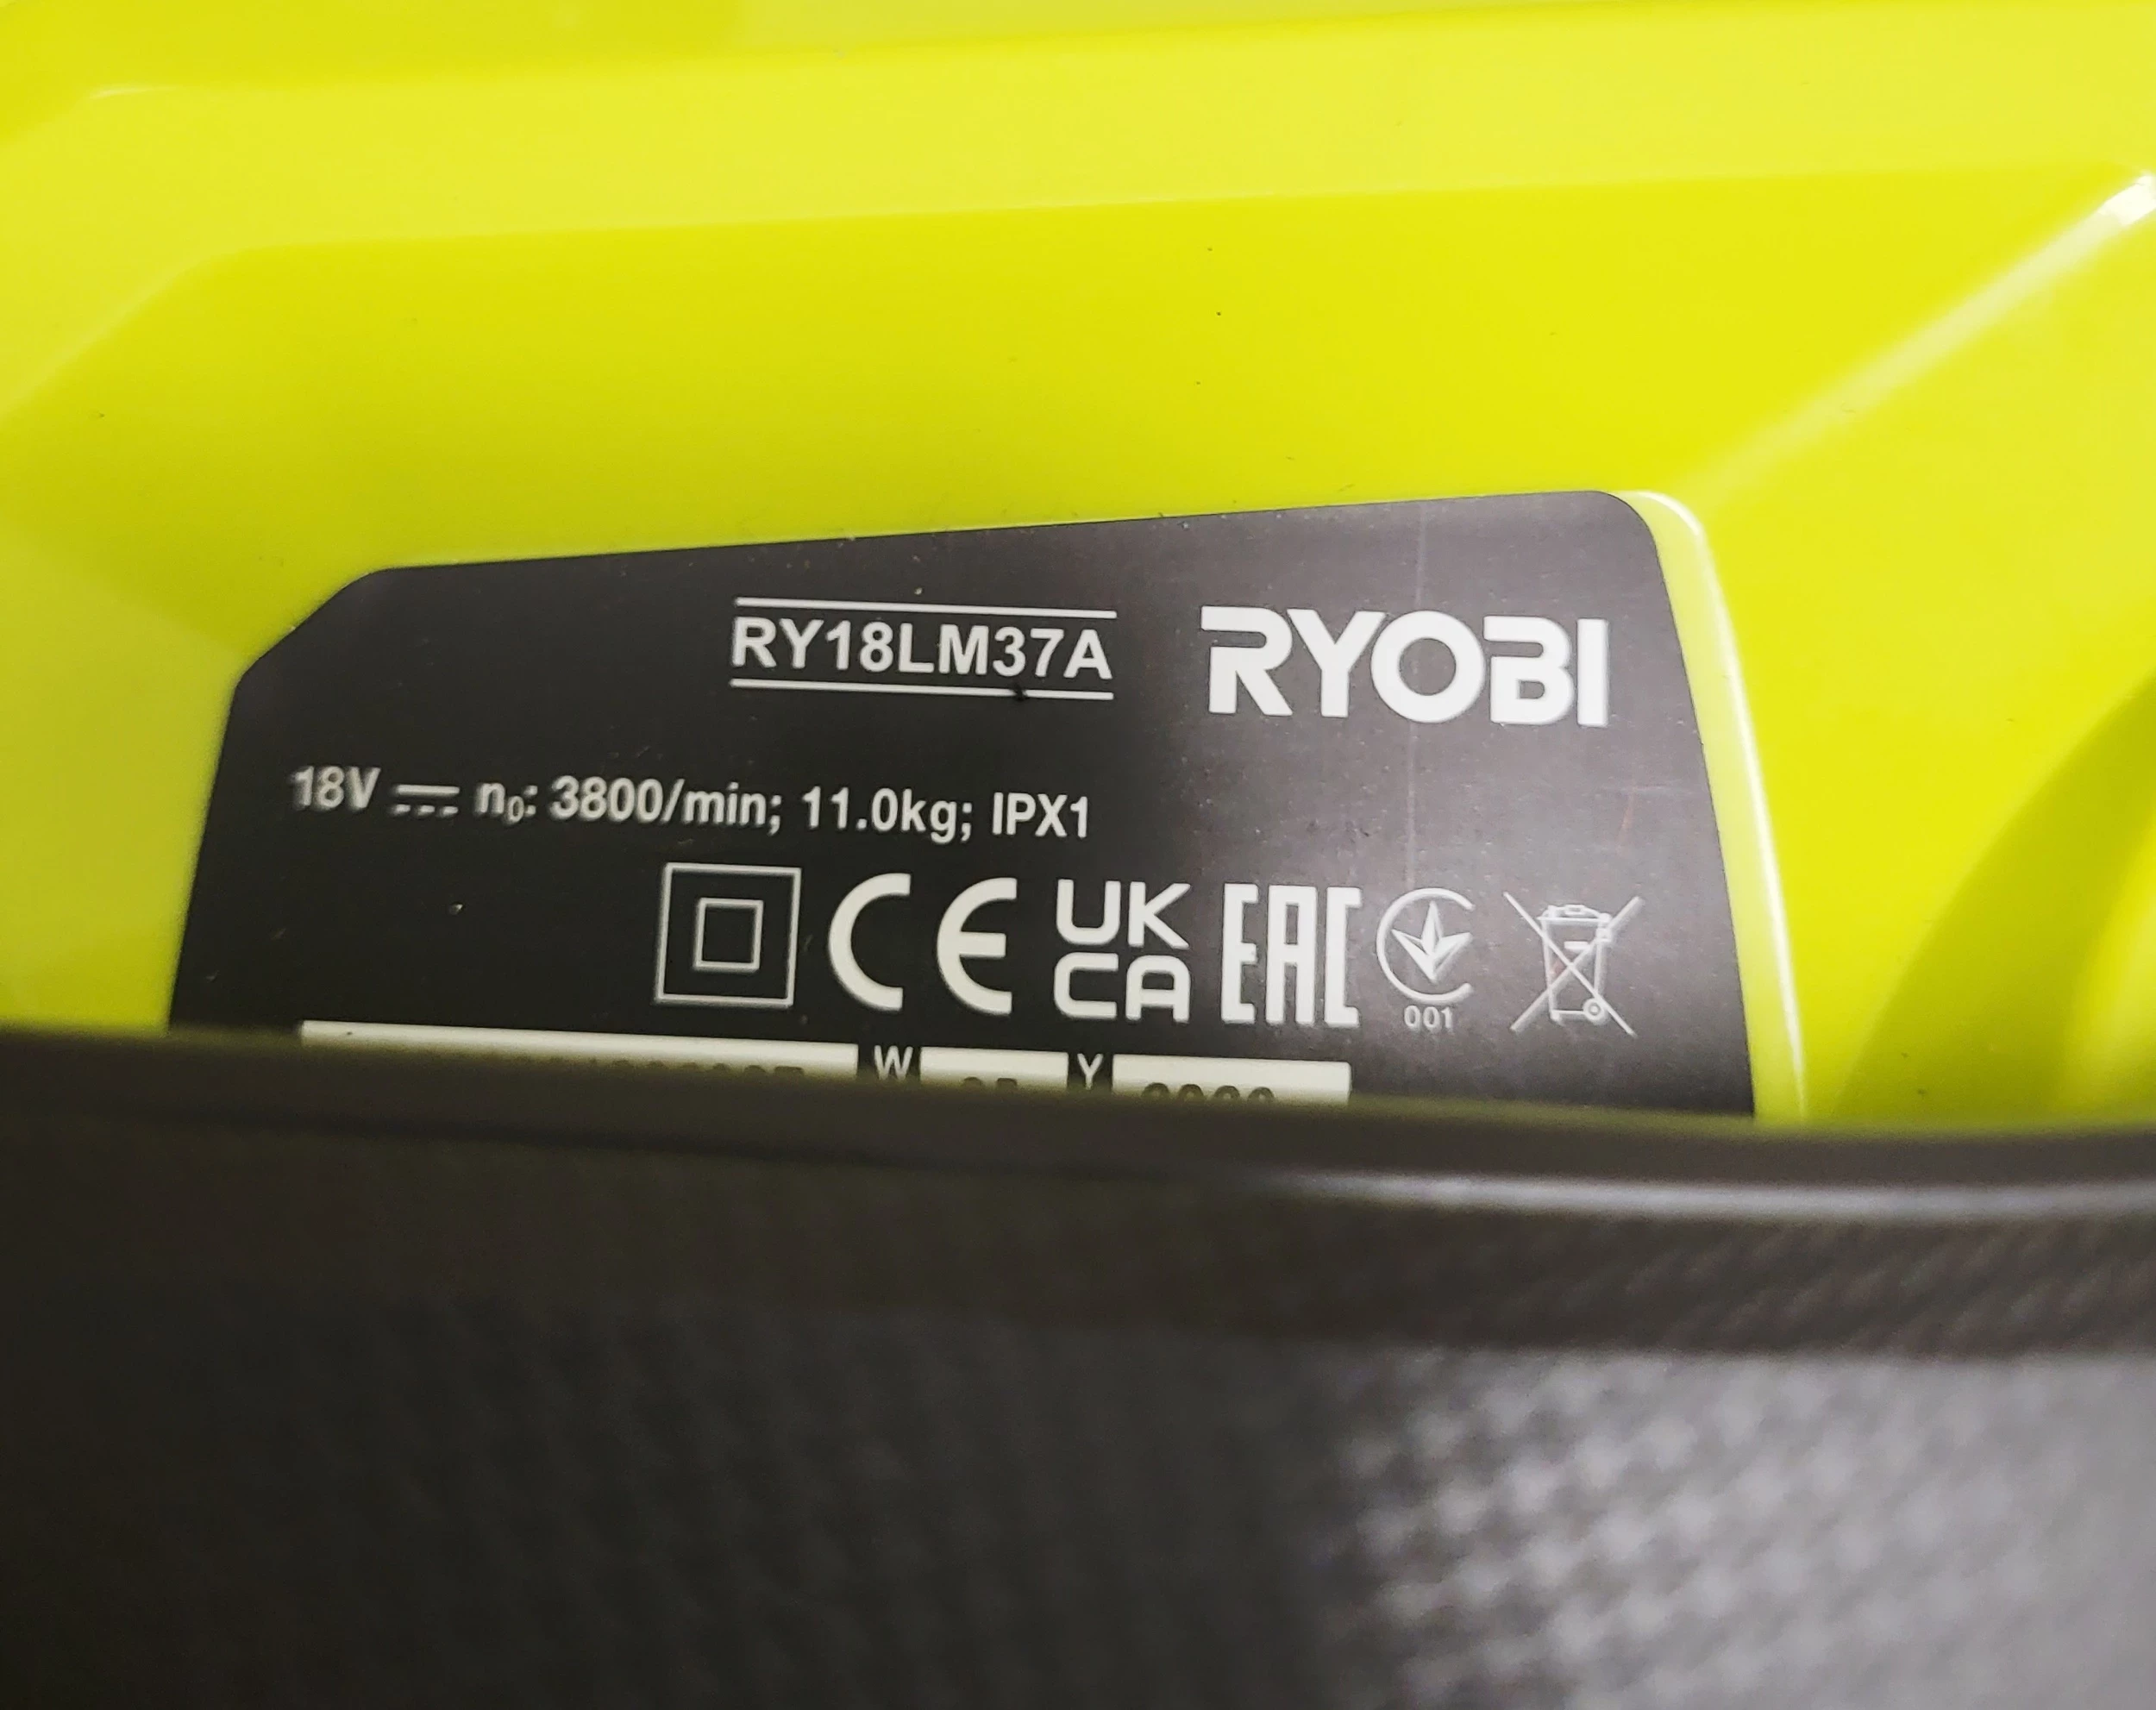 RY18LM37A RYOBI
18V ⎓ n₀: 3800/min; 11.0kg; IPX1
CE UK CA EAC 001
W Y